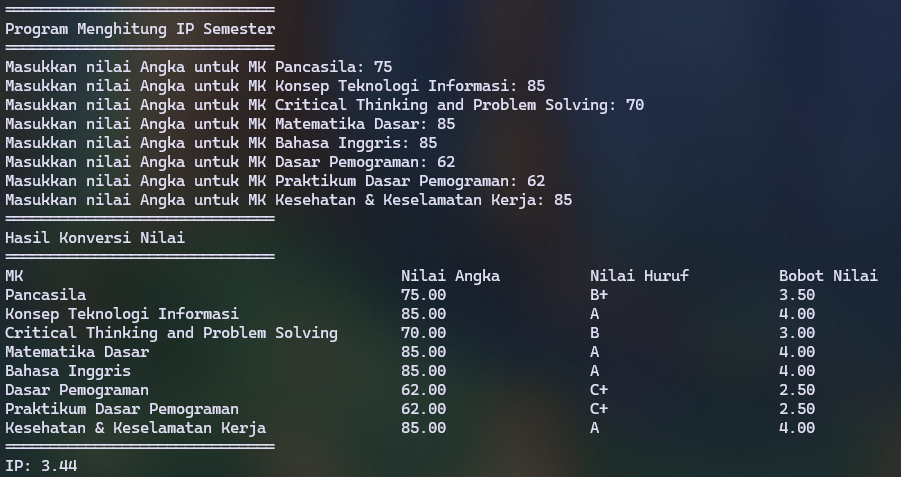 ==============================
Program Menghitung IP Semester
==============================
Masukkan nilai Angka untuk MK Pancasila: 75
Masukkan nilai Angka untuk MK Konsep Teknologi Informasi: 85
Masukkan nilai Angka untuk MK Critical Thinking and Problem Solving: 70
Masukkan nilai Angka untuk MK Matematika Dasar: 85
Masukkan nilai Angka untuk MK Bahasa Inggris: 85
Masukkan nilai Angka untuk MK Dasar Pemograman: 62
Masukkan nilai Angka untuk MK Praktikum Dasar Pemograman: 62
Masukkan nilai Angka untuk MK Kesehatan & Keselamatan Kerja: 85
==============================
Hasil Konversi Nilai
==============================
MK Nilai Angka Nilai Huruf Bobot Nilai
Pancasila 75.00 B+ 3.50
Konsep Teknologi Informasi 85.00 A 4.00
Critical Thinking and Problem Solving 70.00 B 3.00
Matematika Dasar 85.00 A 4.00
Bahasa Inggris 85.00 A 4.00
Dasar Pemograman 62.00 C+ 2.50
Praktikum Dasar Pemograman 62.00 C+ 2.50
Kesehatan & Keselamatan Kerja 85.00 A 4.00
==============================
IP: 3.44